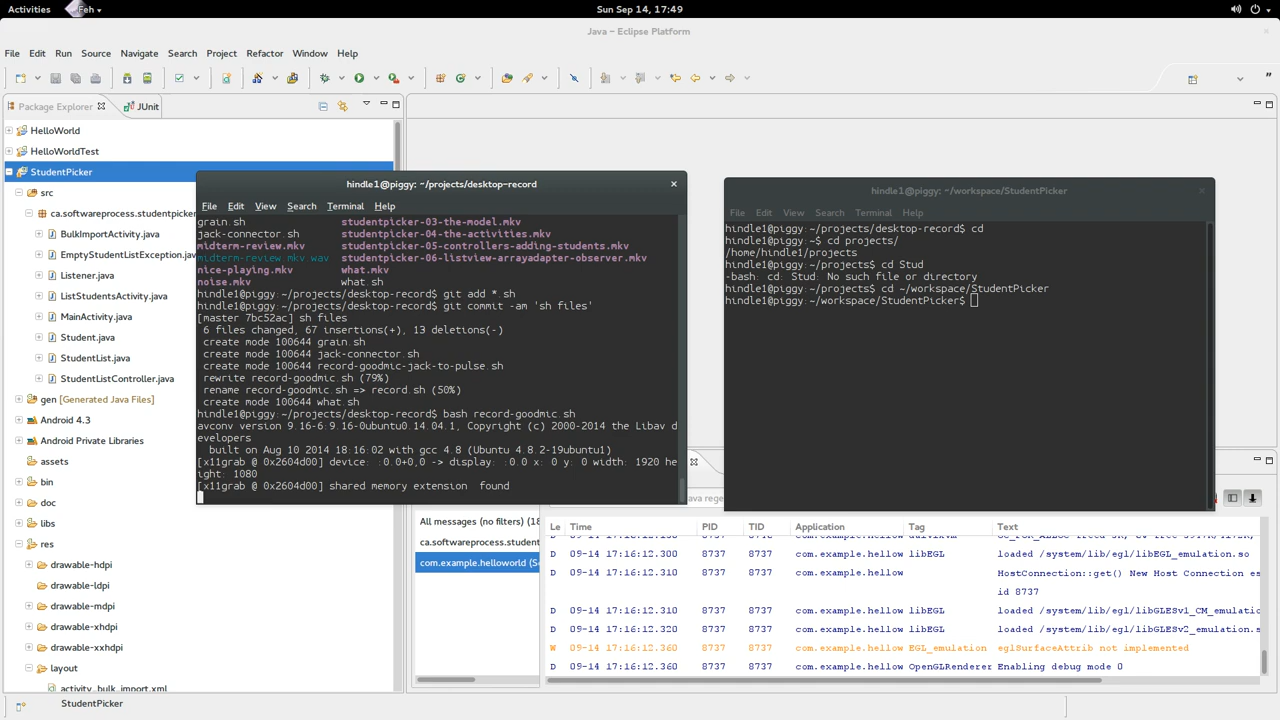 Activities
Feh
Sun Sep 14, 17:49
Java – Eclipse Platform
File Edit Run Source Navigate Search Project Refactor Window Help
Package Explorer JUnit
HelloWorld
HelloWorldTest
StudentPicker
src
ca.softwareprocess.studentpicker
BulkImportActivity.java
EmptyStudentListException.java
Listener.java
ListStudentsActivity.java
MainActivity.java
Student.java
StudentList.java
StudentListController.java
gen [Generated Java Files]
Android 4.3
Android Private Libraries
assets
bin
doc
libs
res
drawable-hdpi
drawable-ldpi
drawable-mdpi
drawable-xhdpi
drawable-xxhdpi
layout
activity_bulk_import.xml
StudentPicker
hindle1@piggy: ~/projects/desktop-record
File Edit View Search Terminal Help
grain.sh studentpicker-03-the-model.mkv
jack-connector.sh studentpicker-04-the-activities.mkv
midterm-review.mkv studentpicker-05-controllers-adding-students.mkv
midterm-review.mkv.wav studentpicker-06-listview-arrayadapter-observer.mkv
nice-playing.mkv what.mkv
noise.mkv what.sh
hindle1@piggy:~/projects/desktop-record$ git add *.sh
hindle1@piggy:~/projects/desktop-record$ git commit -am 'sh files'
[master 7bc52ac] sh files
6 files changed, 67 insertions(+), 13 deletions(-)
create mode 100644 grain.sh
create mode 100644 jack-connector.sh
create mode 100644 record-goodmic-jack-to-pulse.sh
rewrite record-goodmic.sh (79%)
rename record-goodmic.sh => record.sh (50%)
create mode 100644 what.sh
hindle1@piggy:~/projects/desktop-record$ bash record-goodmic.sh
avconv version 9.16-6:9.16-0ubuntu0.14.04.1, Copyright (c) 2000-2014 the Libav d
evelopers
built on Aug 10 2014 18:16:02 with gcc 4.8 (Ubuntu 4.8.2-19ubuntu1)
[x11grab @ 0x2604d00] device: :0.0+0,0 -> display: :0.0 x: 0 y: 0 width: 1920 he
ight: 1080
[x11grab @ 0x2604d00] shared memory extension found
hindle1@piggy: ~/workspace/StudentPicker
File Edit View Search Terminal Help
hindle1@piggy:~/projects/desktop-record$ cd
hindle1@piggy:~$ cd projects/
/home/hindle1/projects
hindle1@piggy:~/projects$ cd Stud
-bash: cd: Stud: No such file or directory
hindle1@piggy:~/projects$ cd ~/workspace/StudentPicker
hindle1@piggy:~/workspace/StudentPicker$
ava rege
All messages (no filters) (18
ca.softwareprocess.student
com.example.helloworld (S
Le Time PID TID Application Tag Text
D 09-14 17:16:12.300 8737 8737 com.example.hellow libEGL loaded /system/lib/egl/libEGL_emulation.so
D 09-14 17:16:12.310 8737 8737 com.example.hellow HostConnection::get() New Host Connection es
id 8737
D 09-14 17:16:12.310 8737 8737 com.example.hellow libEGL loaded /system/lib/egl/libGLESv1_CM_emulatio
D 09-14 17:16:12.320 8737 8737 com.example.hellow libEGL loaded /system/lib/egl/libGLESv2_emulation.s
W 09-14 17:16:12.360 8737 8737 com.example.hellow EGL_emulation eglSurfaceAttrib not implemented
D 09-14 17:16:12.360 8737 8737 com.example.hellow OpenGLRenderer Enabling debug mode 0